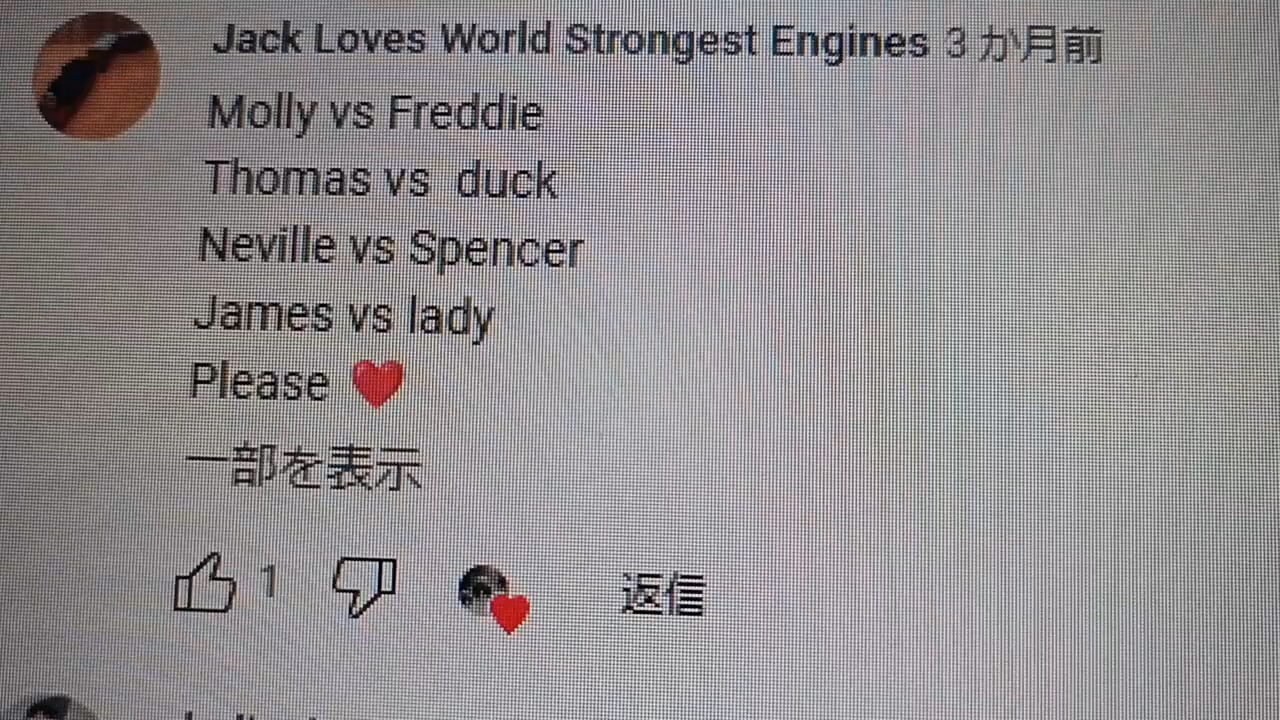 Jack Loves World Strongest Engines 3 か月前
Molly vs Freddie
Thomas vs duck
Neville vs Spencer
James vs lady
Please ❤️
一部を表示
1
返信